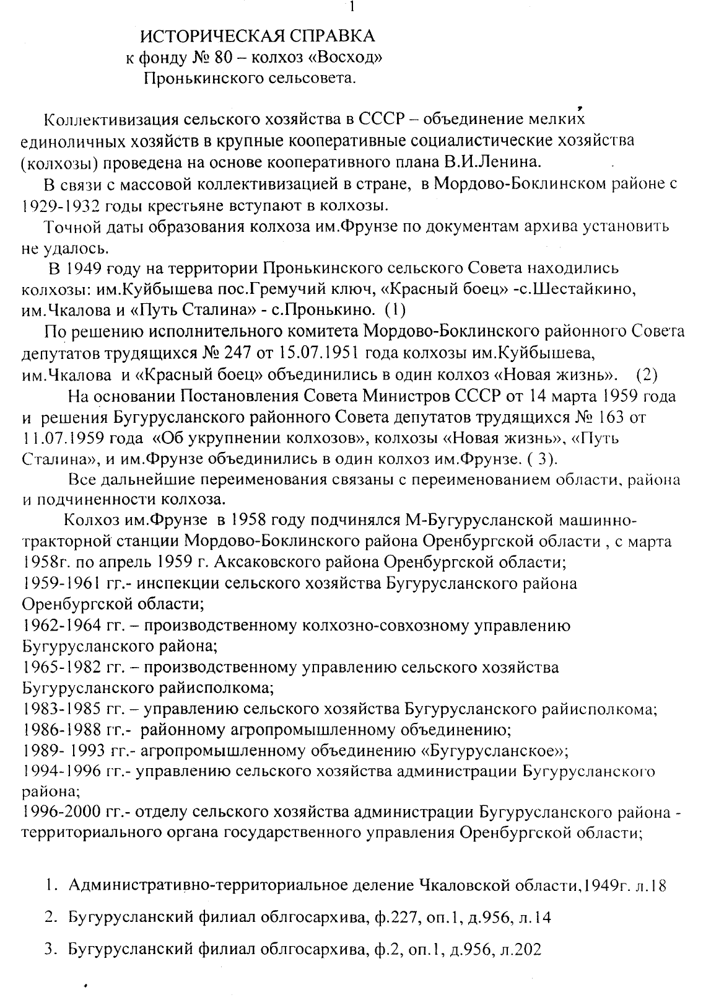 1
ИСТОРИЧЕСКАЯ СПРАВКА
к фонду № 80 – колхоз «Восход»
Пронькинского сельсовета.
Коллективизация сельского хозяйства в СССР – объединение мелких
единоличных хозяйств в крупные кооперативные социалистические хозяйства
(колхозы) проведена на основе кооперативного плана В.И.Ленина.
В связи с массовой коллективизацией в стране, в Мордово-Боклинском районе с
1929-1932 годы крестьяне вступают в колхозы.
Точной даты образования колхоза им.Фрунзе по документам архива установить
не удалось.
В 1949 году на территории Пронькинского сельского Совета находились
колхозы: им.Куйбышева пос.Гремучий ключ, «Красный боец» -с.Шестайкино,
им.Чкалова и «Путь Сталина» - с.Пронькино. (1)
По решению исполнительного комитета Мордово-Боклинского районного Совета
депутатов трудящихся № 247 от 15.07.1951 года колхозы им.Куйбышева,
им.Чкалова и «Красный боец» объединились в один колхоз «Новая жизнь». (2)
На основании Постановления Совета Министров СССР от 14 марта 1959 года
и решения Бугурусланского районного Совета депутатов трудящихся № 163 от
11.07.1959 года «Об укрупнении колхозов», колхозы «Новая жизнь», «Путь
Сталина», и им.Фрунзе объединились в один колхоз им.Фрунзе. ( 3).
Все дальнейшие переименования связаны с переименованием области, района
и подчиненности колхоза.
Колхоз им.Фрунзе в 1958 году подчинялся М-Бугурусланской машинно-
тракторной станции Мордово-Боклинского района Оренбургской области , с марта
1958г. по апрель 1959 г. Аксаковского района Оренбургской области;
1959-1961 гг.- инспекции сельского хозяйства Бугурусланского района
Оренбургской области;
1962-1964 гг. – производственному колхозно-совхозному управлению
Бугурусланского района;
1965-1982 гг. – производственному управлению сельского хозяйства
Бугурусланского райисполкома;
1983-1985 гг. – управлению сельского хозяйства Бугурусланского райисполкома;
1986-1988 гг.- районному агропромышленному объединению;
1989- 1993 гг.- агропромышленному объединению «Бугурусланское»;
1994-1996 гг.- управлению сельского хозяйства администрации Бугурусланского
района;
1996-2000 гг.- отделу сельского хозяйства администрации Бугурусланского района -
территориального органа государственного управления Оренбургской области;
1. Административно-территориальное деление Чкаловской области,1949г. л.18
2. Бугурусланский филиал облгосархива, ф.227, оп.1, д.956, л.14
3. Бугурусланский филиал облгосархива, ф.2, оп.1, д.956, л.202